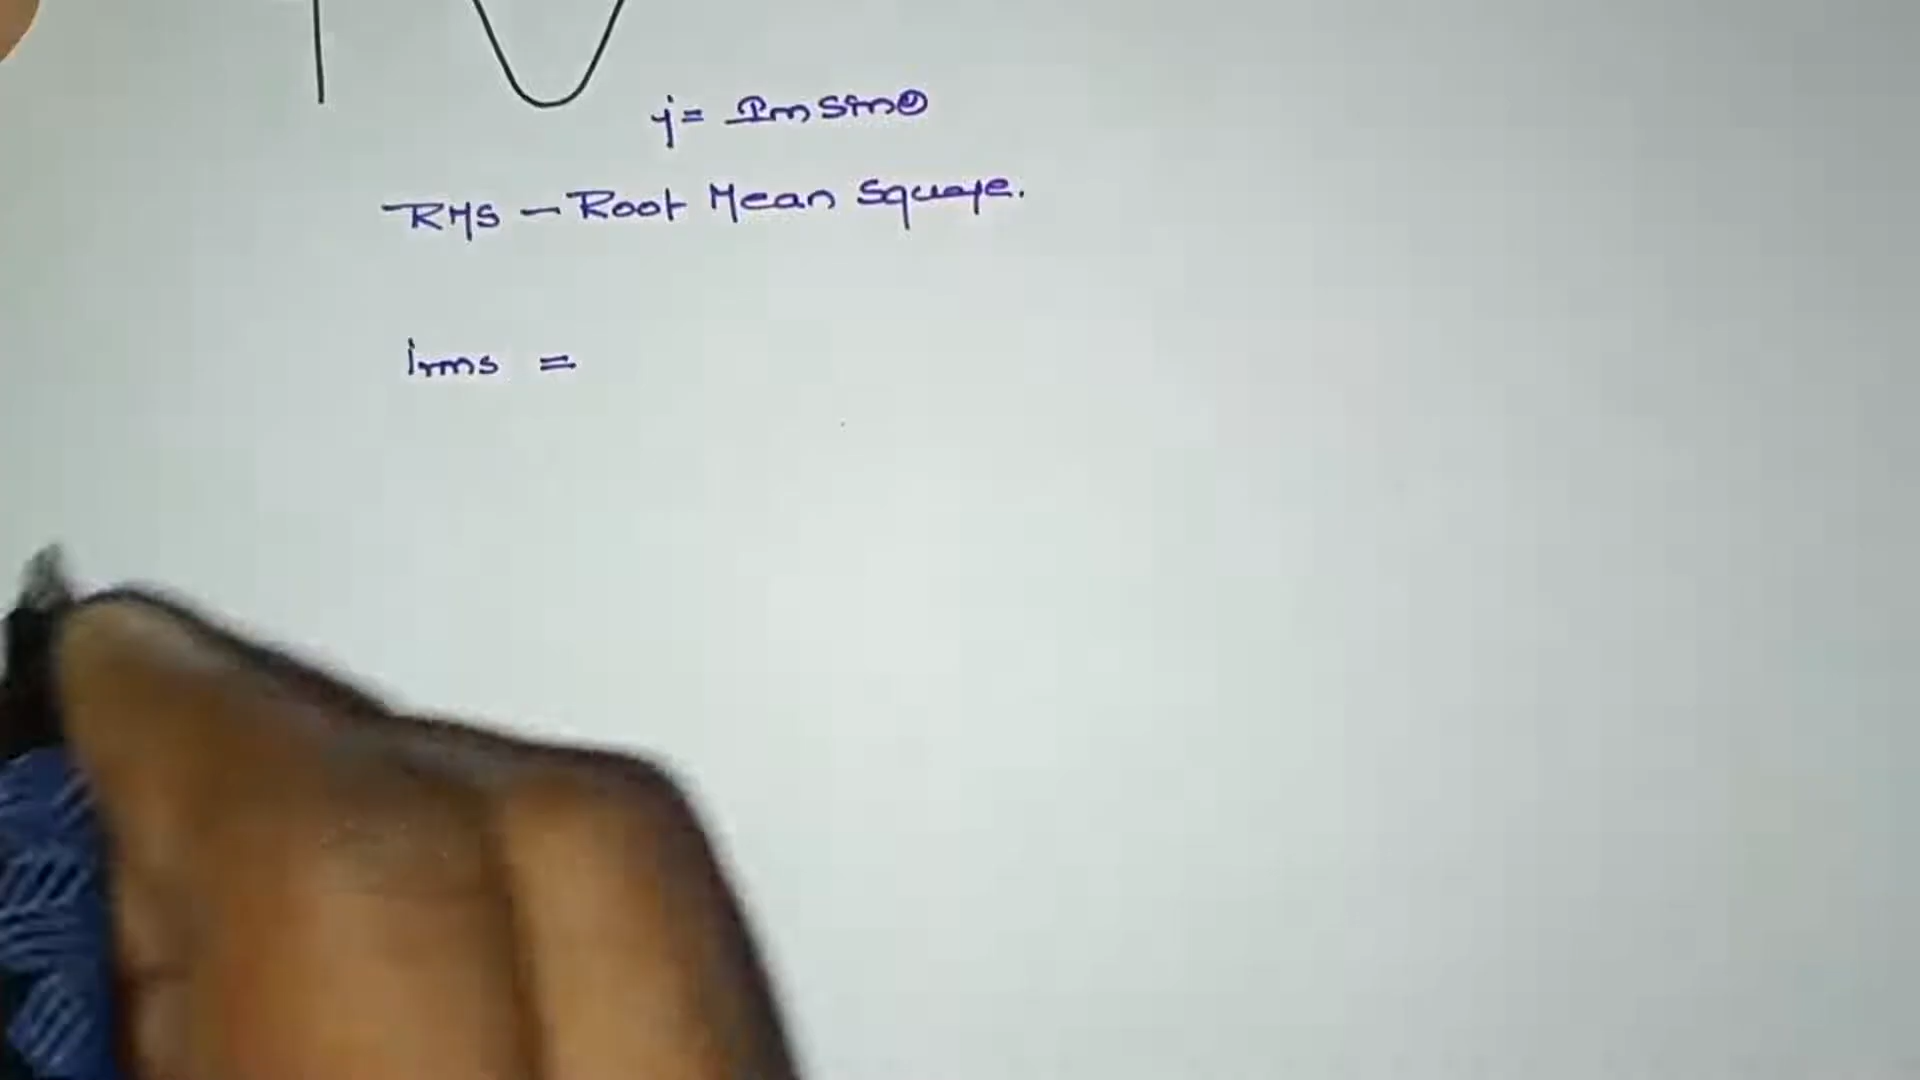 i = Im sinθ
RMS - Root Mean Square.
irms =